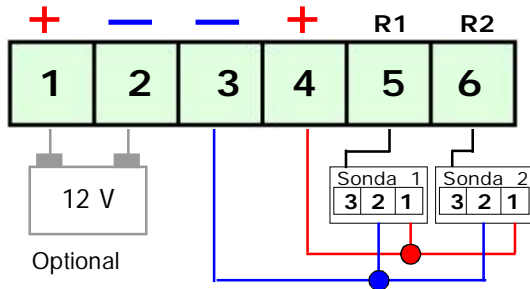 + — — + R1 R2
1 2 3 4 5 6
Sonda 1 Sonda 2
3 2 1 3 2 1
12 V
Optional